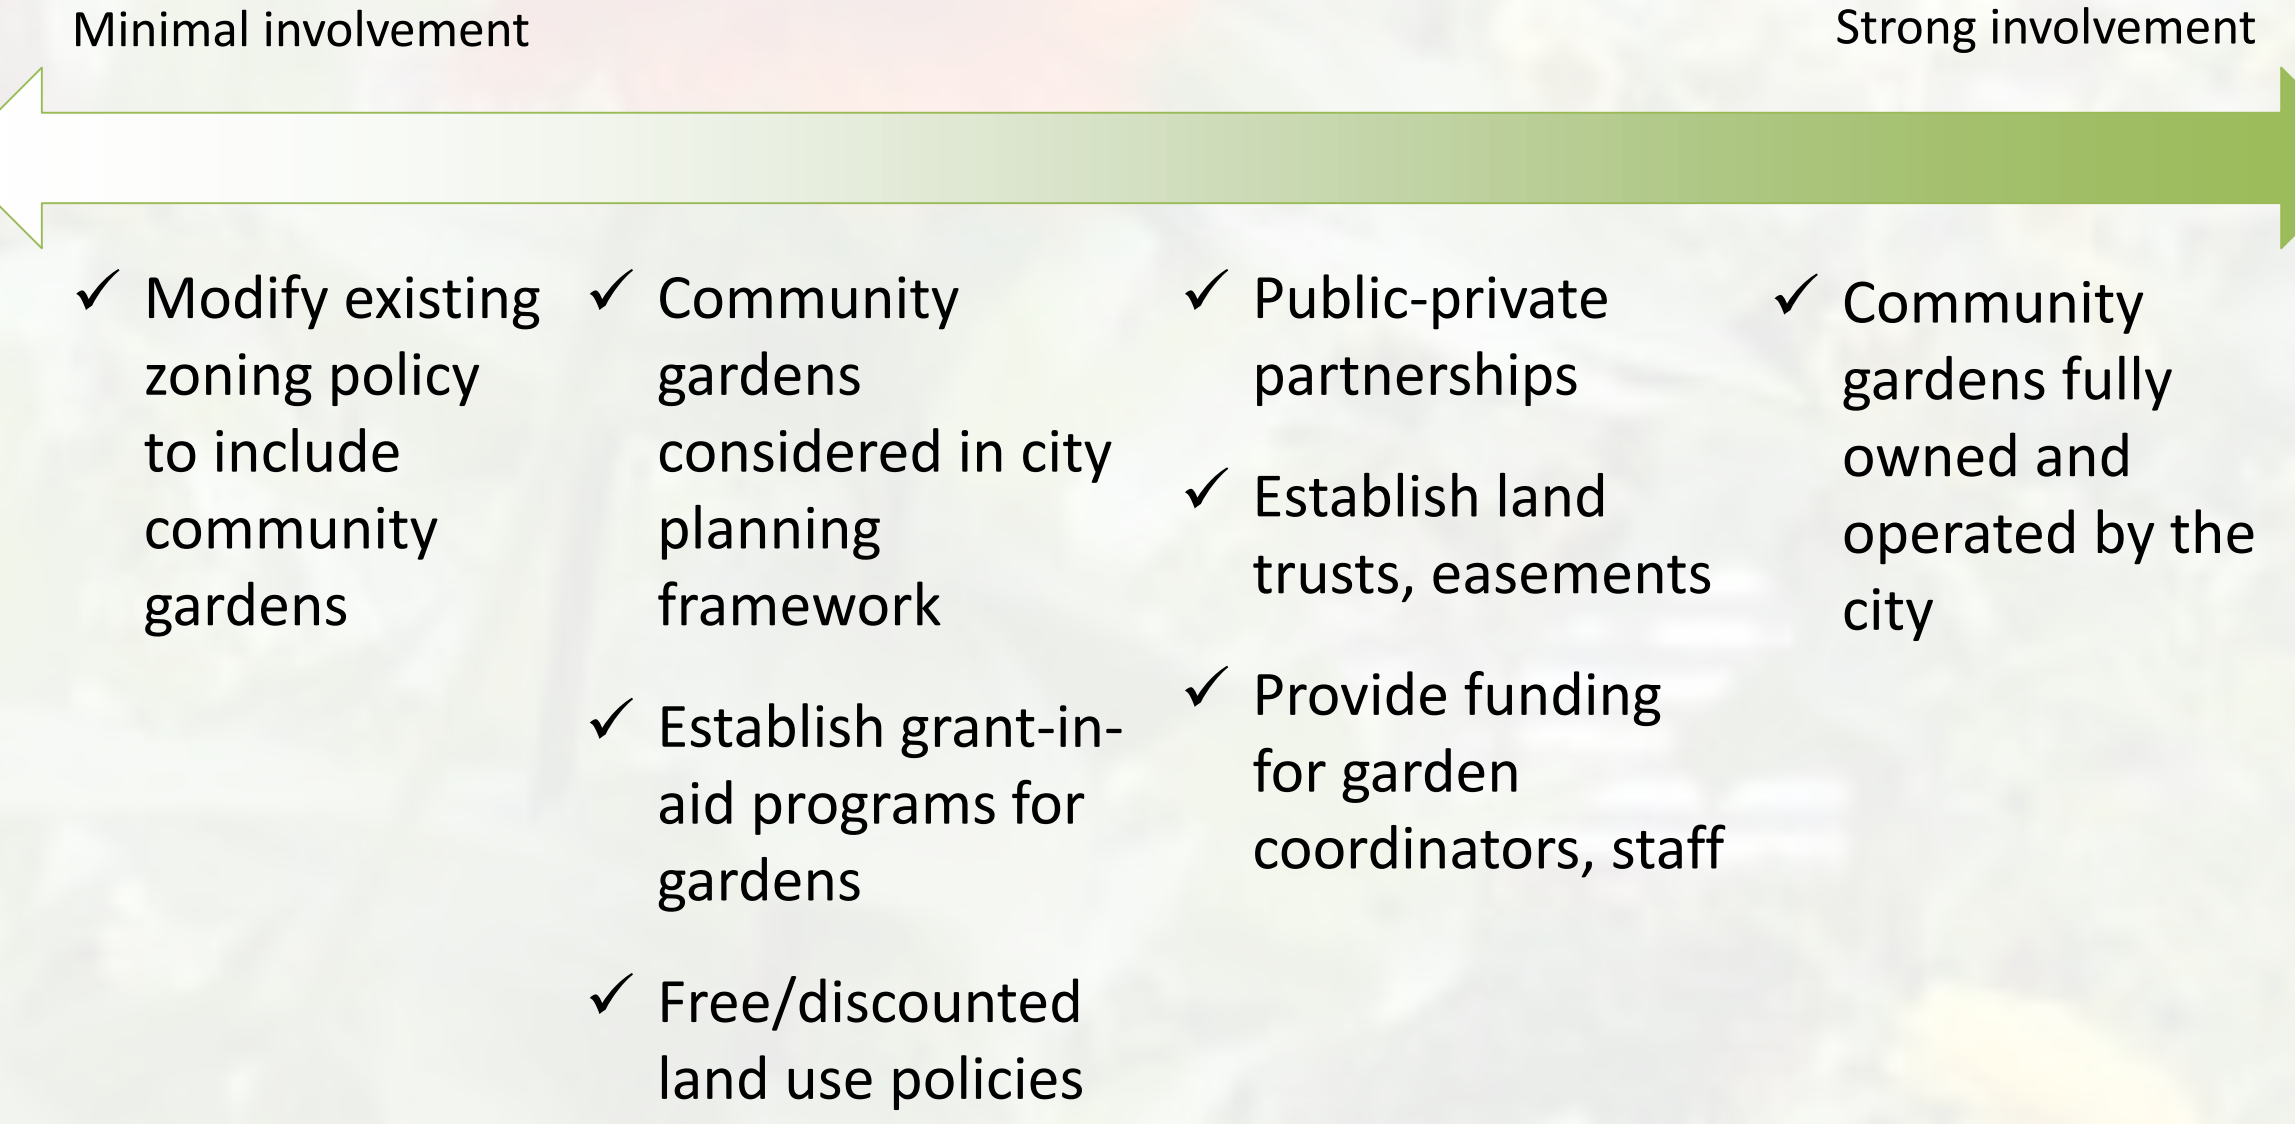 Minimal involvement
Strong involvement
✓ Modify existing
zoning policy
to include
community
gardens
✓ Community
gardens
considered in city
planning
framework
✓ Establish grant-in-
aid programs for
gardens
✓ Free/discounted
land use policies
✓ Public-private
partnerships
✓ Establish land
trusts, easements
✓ Provide funding
for garden
coordinators, staff
✓ Community
gardens fully
owned and
operated by the
city